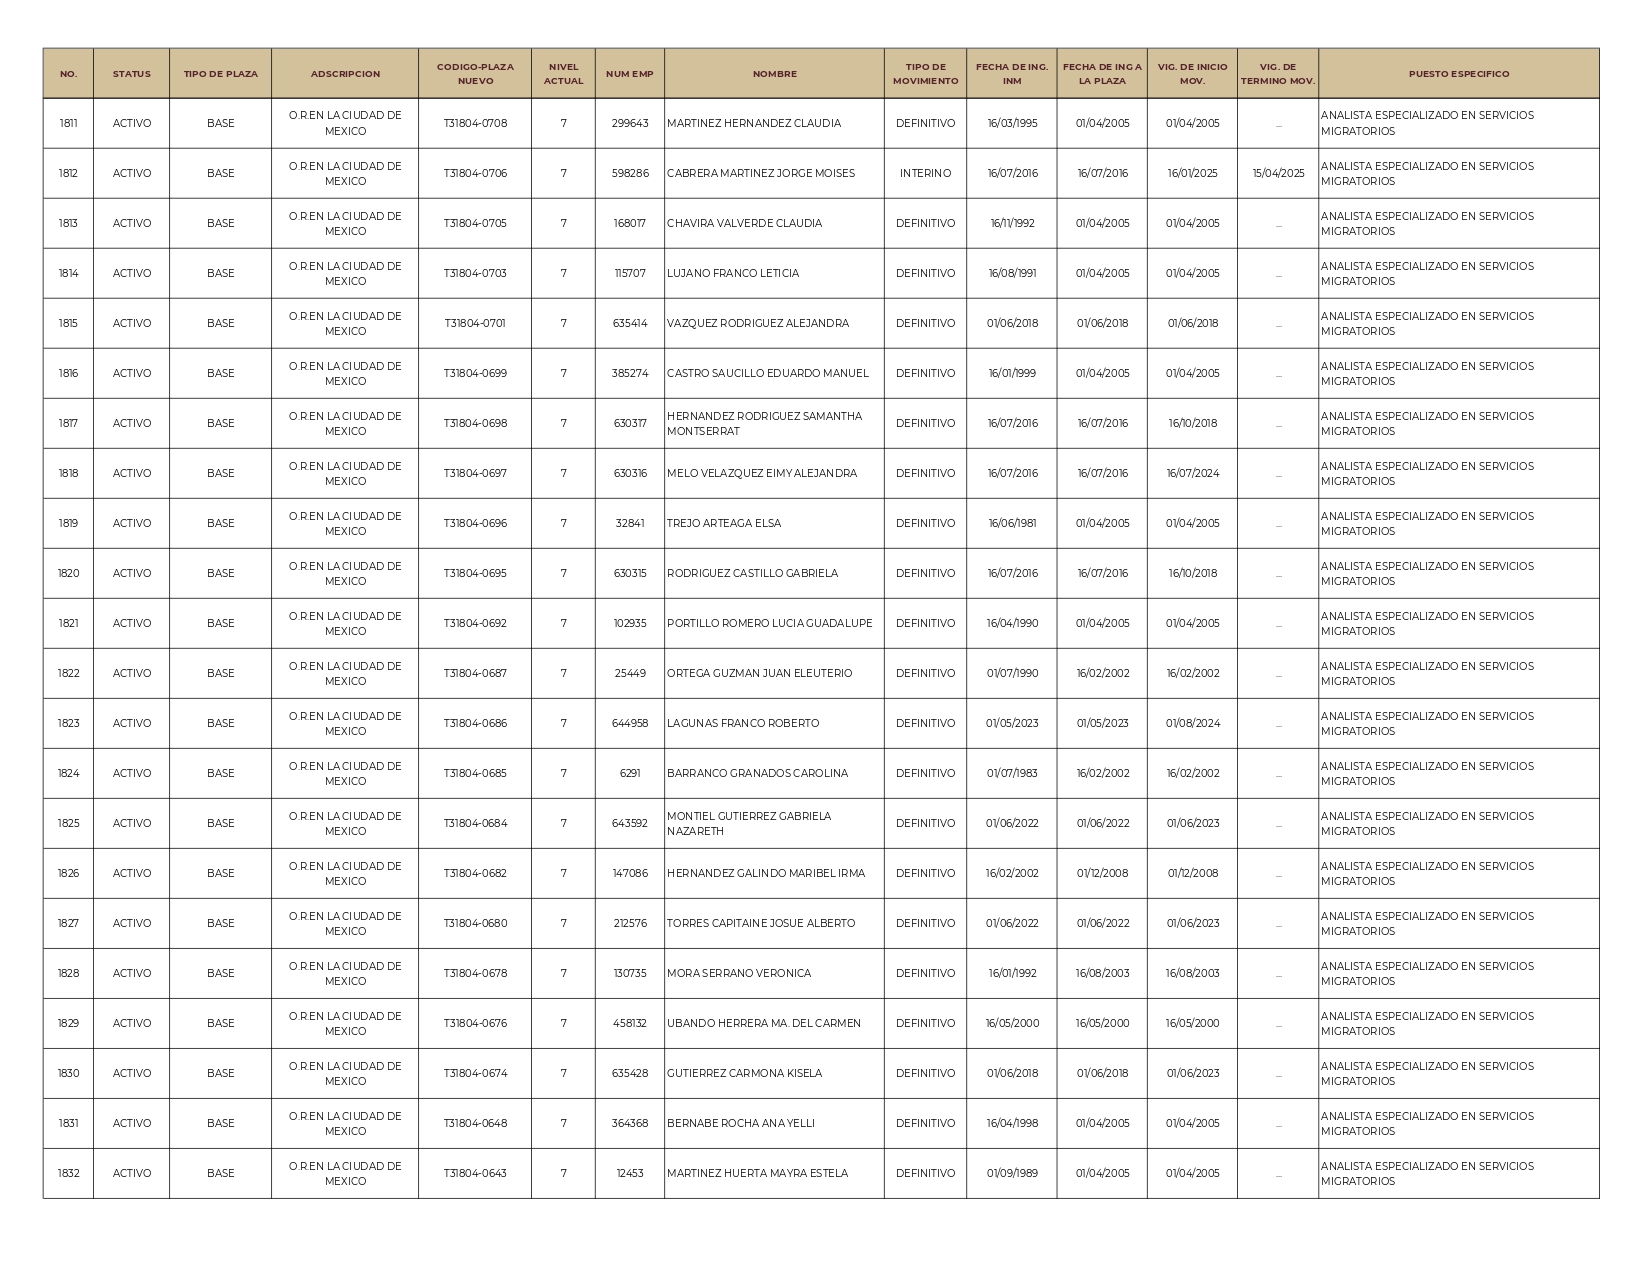 NO. STATUS TIPO DE PLAZA ADSCRIPCION CODIGO-PLAZA NUEVO NIVEL ACTUAL NUM EMP NOMBRE TIPO DE MOVIMIENTO FECHA DE ING. INM FECHA DE ING A LA PLAZA VIG. DE INICIO MOV. VIG. DE TERMINO MOV. PUESTO ESPECIFICO
1811 ACTIVO BASE O.R.EN LA CIUDAD DE MEXICO T31804-0708 7 299643 MARTINEZ HERNANDEZ CLAUDIA DEFINITIVO 16/03/1995 01/04/2005 01/04/2005 ... ANALISTA ESPECIALIZADO EN SERVICIOS MIGRATORIOS
1812 ACTIVO BASE O.R.EN LA CIUDAD DE MEXICO T31804-0706 7 598286 CABRERA MARTINEZ JORGE MOISES INTERINO 16/07/2016 16/07/2016 16/01/2025 15/04/2025 ANALISTA ESPECIALIZADO EN SERVICIOS MIGRATORIOS
1813 ACTIVO BASE O.R.EN LA CIUDAD DE MEXICO T31804-0705 7 168017 CHAVIRA VALVERDE CLAUDIA DEFINITIVO 16/11/1992 01/04/2005 01/04/2005 ... ANALISTA ESPECIALIZADO EN SERVICIOS MIGRATORIOS
1814 ACTIVO BASE O.R.EN LA CIUDAD DE MEXICO T31804-0703 7 115707 LUJANO FRANCO LETICIA DEFINITIVO 16/08/1991 01/04/2005 01/04/2005 ... ANALISTA ESPECIALIZADO EN SERVICIOS MIGRATORIOS
1815 ACTIVO BASE O.R.EN LA CIUDAD DE MEXICO T31804-0701 7 635414 VAZQUEZ RODRIGUEZ ALEJANDRA DEFINITIVO 01/06/2018 01/06/2018 01/06/2018 ... ANALISTA ESPECIALIZADO EN SERVICIOS MIGRATORIOS
1816 ACTIVO BASE O.R.EN LA CIUDAD DE MEXICO T31804-0699 7 385274 CASTRO SAUCILLO EDUARDO MANUEL DEFINITIVO 16/01/1999 01/04/2005 01/04/2005 ... ANALISTA ESPECIALIZADO EN SERVICIOS MIGRATORIOS
1817 ACTIVO BASE O.R.EN LA CIUDAD DE MEXICO T31804-0698 7 630317 HERNANDEZ RODRIGUEZ SAMANTHA MONTSERRAT DEFINITIVO 16/07/2016 16/07/2016 16/10/2018 ... ANALISTA ESPECIALIZADO EN SERVICIOS MIGRATORIOS
1818 ACTIVO BASE O.R.EN LA CIUDAD DE MEXICO T31804-0697 7 630316 MELO VELAZQUEZ EIMY ALEJANDRA DEFINITIVO 16/07/2016 16/07/2016 16/07/2024 ... ANALISTA ESPECIALIZADO EN SERVICIOS MIGRATORIOS
1819 ACTIVO BASE O.R.EN LA CIUDAD DE MEXICO T31804-0696 7 32841 TREJO ARTEAGA ELSA DEFINITIVO 16/06/1981 01/04/2005 01/04/2005 ... ANALISTA ESPECIALIZADO EN SERVICIOS MIGRATORIOS
1820 ACTIVO BASE O.R.EN LA CIUDAD DE MEXICO T31804-0695 7 630315 RODRIGUEZ CASTILLO GABRIELA DEFINITIVO 16/07/2016 16/07/2016 16/10/2018 ... ANALISTA ESPECIALIZADO EN SERVICIOS MIGRATORIOS
1821 ACTIVO BASE O.R.EN LA CIUDAD DE MEXICO T31804-0692 7 102935 PORTILLO ROMERO LUCIA GUADALUPE DEFINITIVO 16/04/1990 01/04/2005 01/04/2005 ... ANALISTA ESPECIALIZADO EN SERVICIOS MIGRATORIOS
1822 ACTIVO BASE O.R.EN LA CIUDAD DE MEXICO T31804-0687 7 25449 ORTEGA GUZMAN JUAN ELEUTERIO DEFINITIVO 01/07/1990 16/02/2002 16/02/2002 ... ANALISTA ESPECIALIZADO EN SERVICIOS MIGRATORIOS
1823 ACTIVO BASE O.R.EN LA CIUDAD DE MEXICO T31804-0686 7 644958 LAGUNAS FRANCO ROBERTO DEFINITIVO 01/05/2023 01/05/2023 01/08/2024 ... ANALISTA ESPECIALIZADO EN SERVICIOS MIGRATORIOS
1824 ACTIVO BASE O.R.EN LA CIUDAD DE MEXICO T31804-0685 7 6291 BARRANCO GRANADOS CAROLINA DEFINITIVO 01/07/1983 16/02/2002 16/02/2002 ... ANALISTA ESPECIALIZADO EN SERVICIOS MIGRATORIOS
1825 ACTIVO BASE O.R.EN LA CIUDAD DE MEXICO T31804-0684 7 643592 MONTIEL GUTIERREZ GABRIELA NAZARETH DEFINITIVO 01/06/2022 01/06/2022 01/06/2023 ... ANALISTA ESPECIALIZADO EN SERVICIOS MIGRATORIOS
1826 ACTIVO BASE O.R.EN LA CIUDAD DE MEXICO T31804-0682 7 147086 HERNANDEZ GALINDO MARIBEL IRMA DEFINITIVO 16/02/2002 01/12/2008 01/12/2008 ... ANALISTA ESPECIALIZADO EN SERVICIOS MIGRATORIOS
1827 ACTIVO BASE O.R.EN LA CIUDAD DE MEXICO T31804-0680 7 212576 TORRES CAPITAINE JOSUE ALBERTO DEFINITIVO 01/06/2022 01/06/2022 01/06/2023 ... ANALISTA ESPECIALIZADO EN SERVICIOS MIGRATORIOS
1828 ACTIVO BASE O.R.EN LA CIUDAD DE MEXICO T31804-0678 7 130735 MORA SERRANO VERONICA DEFINITIVO 16/01/1992 16/08/2003 16/08/2003 ... ANALISTA ESPECIALIZADO EN SERVICIOS MIGRATORIOS
1829 ACTIVO BASE O.R.EN LA CIUDAD DE MEXICO T31804-0676 7 458132 UBANDO HERRERA MA. DEL CARMEN DEFINITIVO 16/05/2000 16/05/2000 16/05/2000 ... ANALISTA ESPECIALIZADO EN SERVICIOS MIGRATORIOS
1830 ACTIVO BASE O.R.EN LA CIUDAD DE MEXICO T31804-0674 7 635428 GUTIERREZ CARMONA KISELA DEFINITIVO 01/06/2018 01/06/2018 01/06/2023 ... ANALISTA ESPECIALIZADO EN SERVICIOS MIGRATORIOS
1831 ACTIVO BASE O.R.EN LA CIUDAD DE MEXICO T31804-0648 7 364368 BERNABE ROCHA ANA YELLI DEFINITIVO 16/04/1998 01/04/2005 01/04/2005 ... ANALISTA ESPECIALIZADO EN SERVICIOS MIGRATORIOS
1832 ACTIVO BASE O.R.EN LA CIUDAD DE MEXICO T31804-0643 7 12453 MARTINEZ HUERTA MAYRA ESTELA DEFINITIVO 01/09/1989 01/04/2005 01/04/2005 ... ANALISTA ESPECIALIZADO EN SERVICIOS MIGRATORIOS